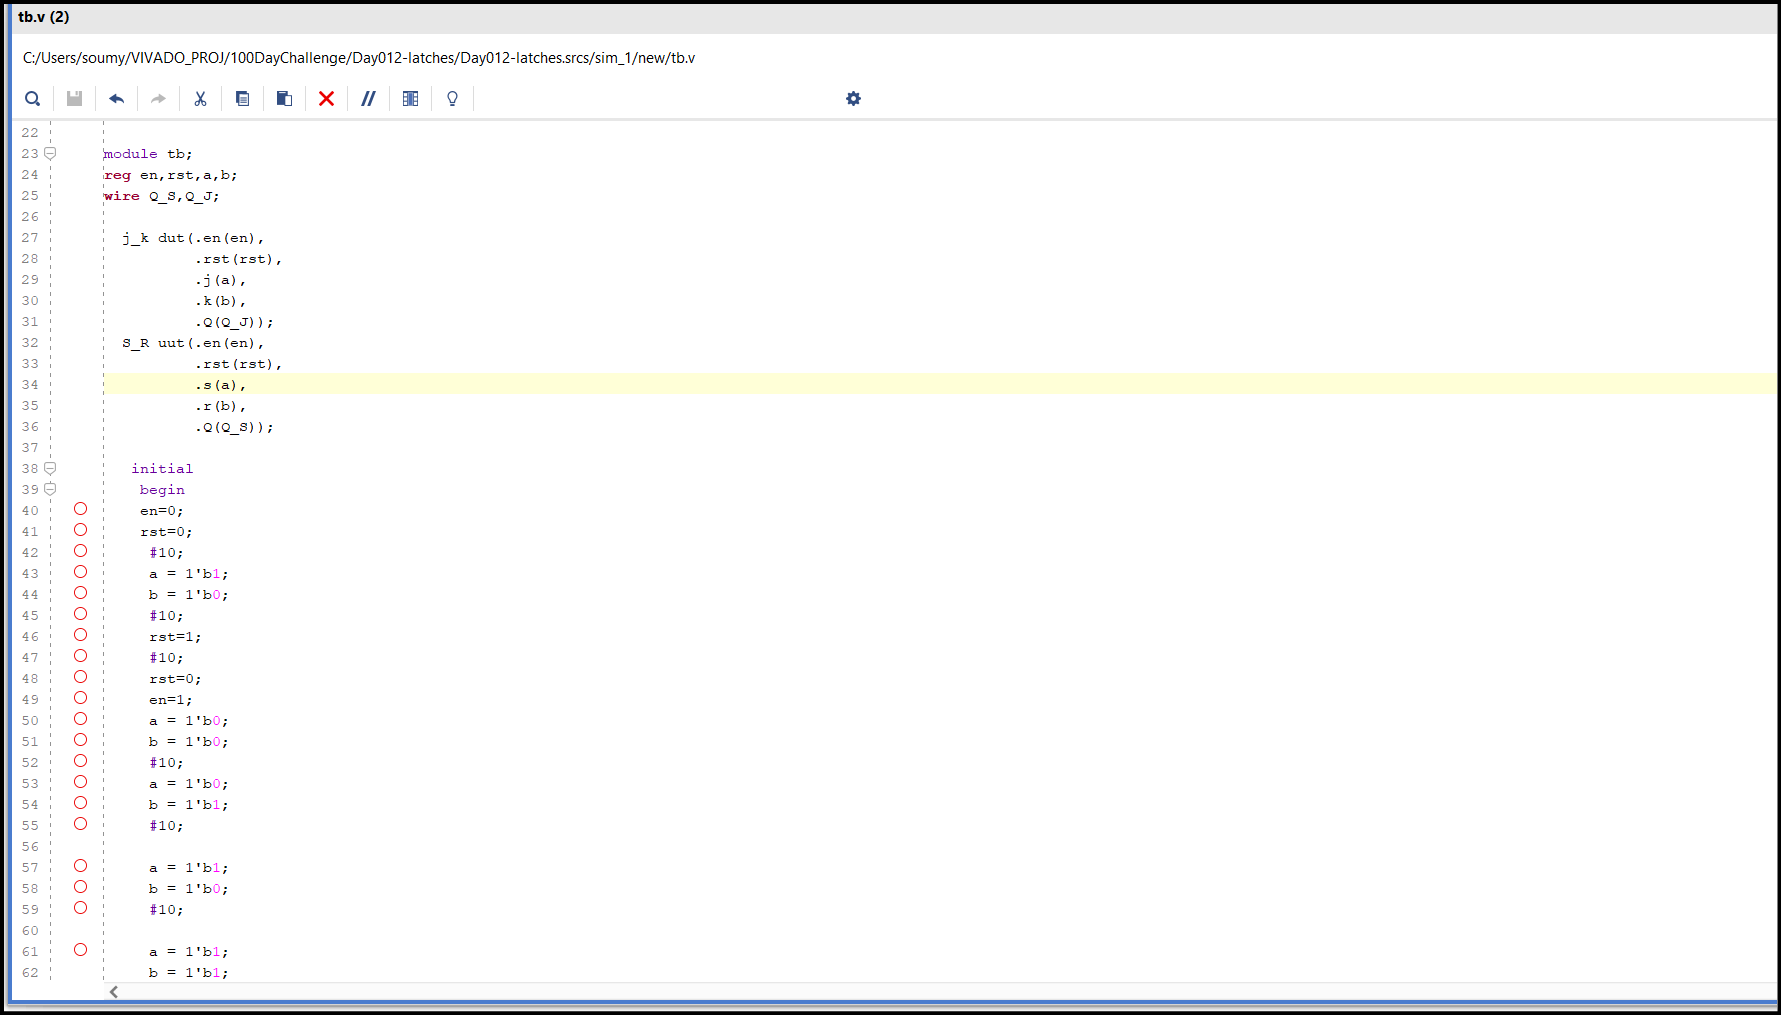 tb.v (2)
C:/Users/soumy/VIVADO_PROJ/100DayChallenge/Day012-latches/Day012-latches.srcs/sim_1/new/tb.v
22
23 module tb;
24 reg en,rst,a,b;
25 wire Q_S,Q_J;
26
27 j_k dut(.en(en),
28 .rst(rst),
29 .j(a),
30 .k(b),
31 .Q(Q_J));
32 S_R uut(.en(en),
33 .rst(rst),
34 .s(a),
35 .r(b),
36 .Q(Q_S));
37
38 initial
39 begin
40 en=0;
41 rst=0;
42 #10;
43 a = 1'b1;
44 b = 1'b0;
45 #10;
46 rst=1;
47 #10;
48 rst=0;
49 en=1;
50 a = 1'b0;
51 b = 1'b0;
52 #10;
53 a = 1'b0;
54 b = 1'b1;
55 #10;
56
57 a = 1'b1;
58 b = 1'b0;
59 #10;
60
61 a = 1'b1;
62 b = 1'b1;